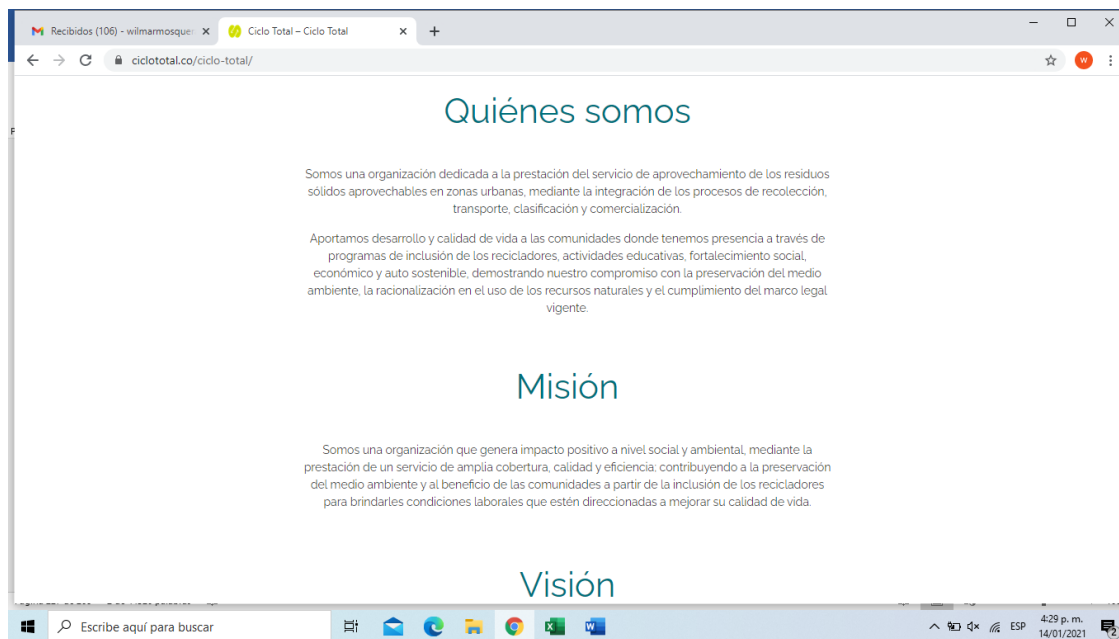 Recibidos (106) - wilmarmosque
Ciclo Total – Ciclo Total
ciclototal.co/ciclo-total/
W
Quiénes somos
Somos una organización dedicada a la prestación del servicio de aprovechamiento de los residuos
sólidos aprovechables en zonas urbanas, mediante la integración de los procesos de recolección,
transporte, clasificación y comercialización.
Aportamos desarrollo y calidad de vida a las comunidades donde tenemos presencia a través de
programas de inclusión de los recicladores, actividades educativas, fortalecimiento social,
económico y auto sostenible, demostrando nuestro compromiso con la preservación del medio
ambiente, la racionalización en el uso de los recursos naturales y el cumplimiento del marco legal
vigente.
Misión
Somos una organización que genera impacto positivo a nivel social y ambiental, mediante la
prestación de un servicio de amplia cobertura, calidad y eficiencia; contribuyendo a la preservación
del medio ambiente y al beneficio de las comunidades a partir de la inclusión de los recicladores
para brindarles condiciones laborales que estén direccionadas a mejorar su calidad de vida.
Visión
Escribe aquí para buscar
ESP
4:29 p. m.
14/01/2021
2